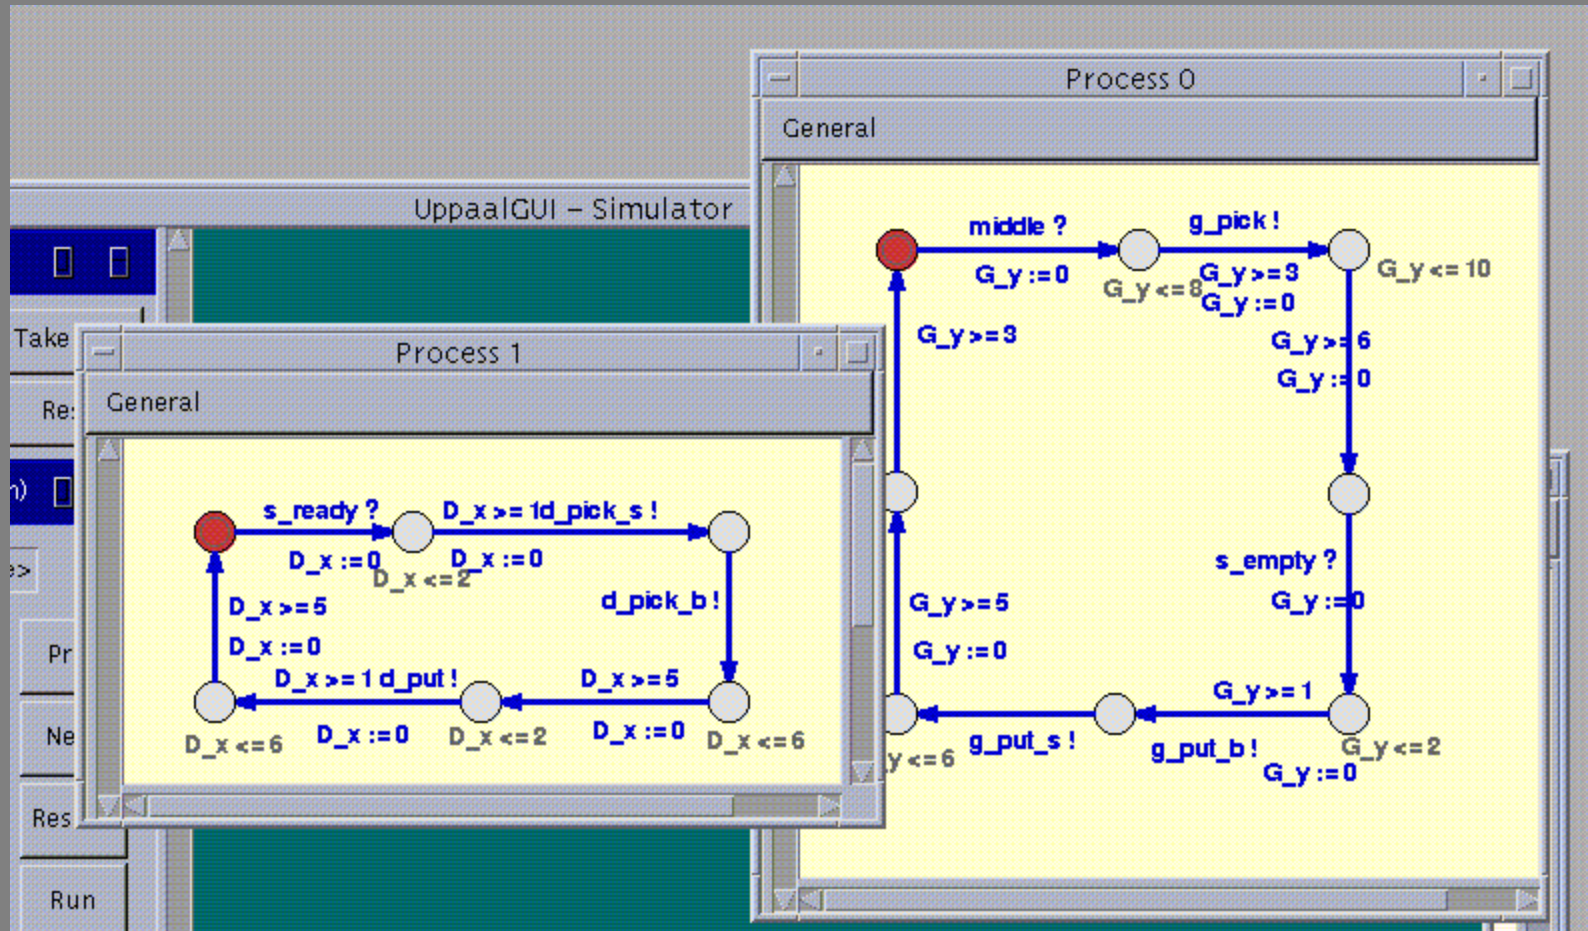 Process 0
General
UppaalGUI – Simulator
middle ?
g_pick !
G_y := 0
G_y <= 8
G_y >= 3
G_y := 0
G_y <= 10
G_y >= 3
G_y >= 6
G_y := 0
s_empty ?
G_y := 0
G_y >= 5
G_y := 0
G_y >= 1
g_put_s !
g_put_b !
G_y <= 2
G_y := 0
y <= 6
Take
Process 1
General
s_ready ?
D_x >= 1d_pick_s !
D_x := 0
D_x <= 2
D_x := 0
D_x >= 5
d_pick_b !
D_x := 0
D_x >= 1 d_put !
D_x >= 5
D_x <= 6
D_x := 0
D_x <= 2
D_x := 0
D_x <= 6
Re
n)
e>
Pr
Ne
Res
Run